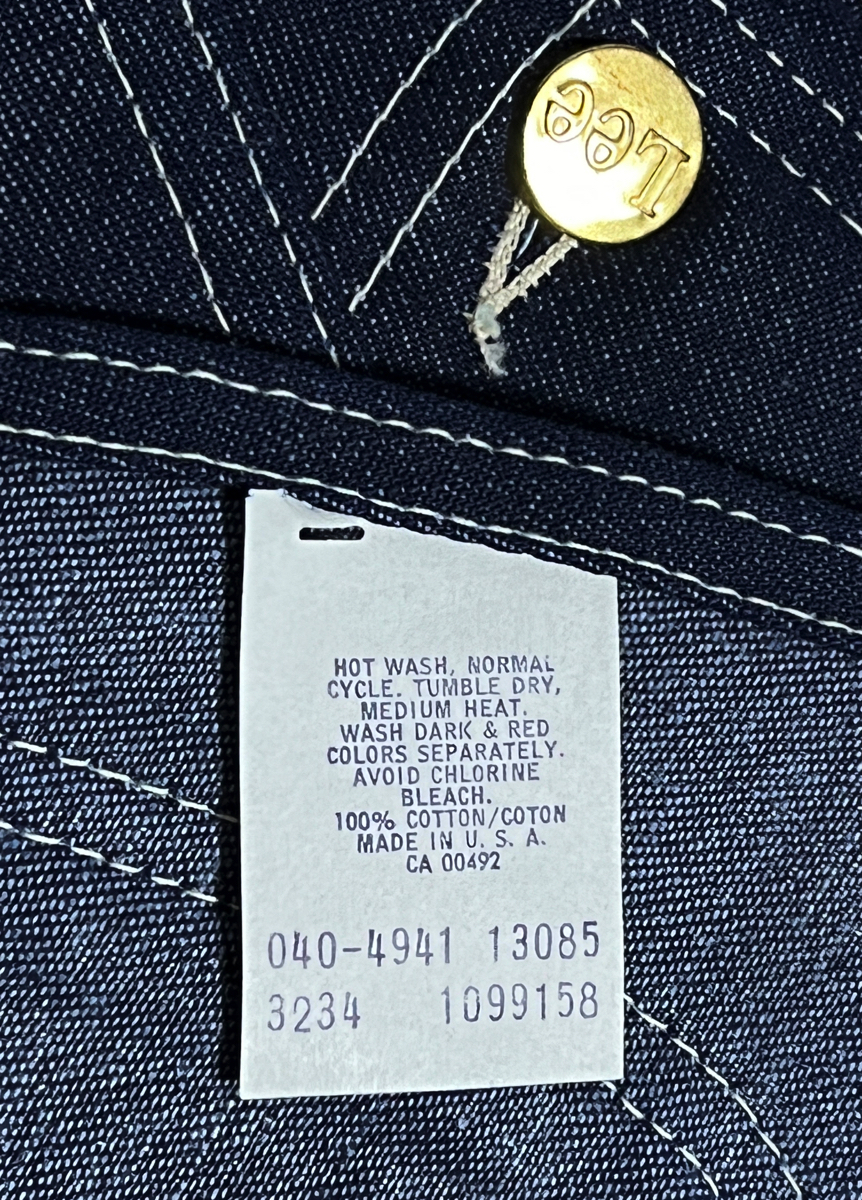 Lee
HOT WASH, NORMAL
CYCLE. TUMBLE DRY,
MEDIUM HEAT.
WASH DARK & RED
COLORS SEPARATELY.
AVOID CHLORINE
BLEACH.
100% COTTON/COTON
MADE IN U. S. A.
CA 00492
040-4941 13085
3234 1099158